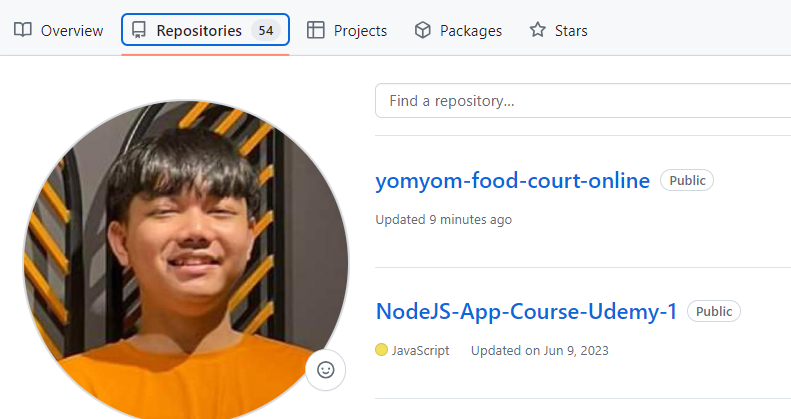 Overview Repositories 54 Projects Packages Stars
Find a repository...
yomyom-food-court-online Public
Updated 9 minutes ago
NodeJS-App-Course-Udemy-1 Public
JavaScript Updated on Jun 9, 2023